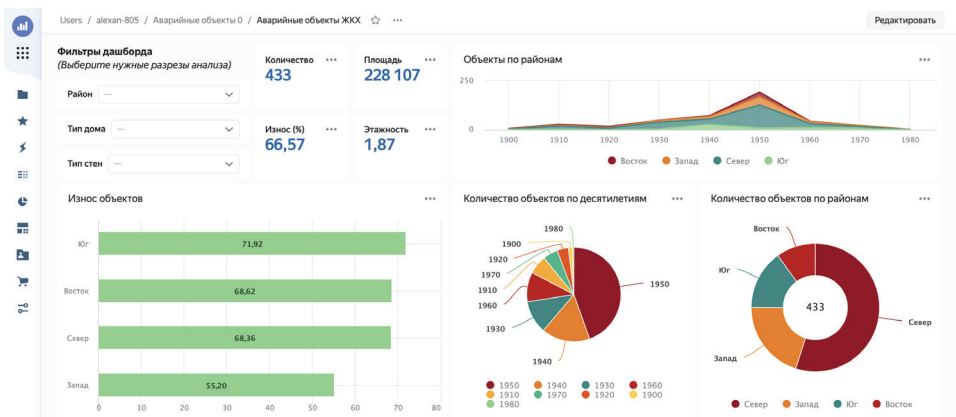 Users / alexan-805 / Аварийные объекты 0 / Аварийные объекты ЖКХ
Редактировать
Фильтры дашборда
(Выберите нужные разрезы анализа)
Район —
Тип дома —
Тип стен —
Количество
433
Площадь
228 107
Износ (%)
66,57
Этажность
1,87
Объекты по районам
250
0
1900 1910 1920 1930 1940 1950 1960 1970 1980
Восток Запад Север Юг
Износ объектов
Юг 71,92
Восток 68,62
Север 68,36
Запад 55,20
0 10 20 30 40 50 60 70 80
Количество объектов по десятилетиям
1980
1900
1920
1970
1910
1960
1930
1940
1950
1950 1940 1930 1960
1910 1970 1920 1900
1980
Количество объектов по районам
Восток
Юг
433
Север
Запад
Север Запад Юг Восток